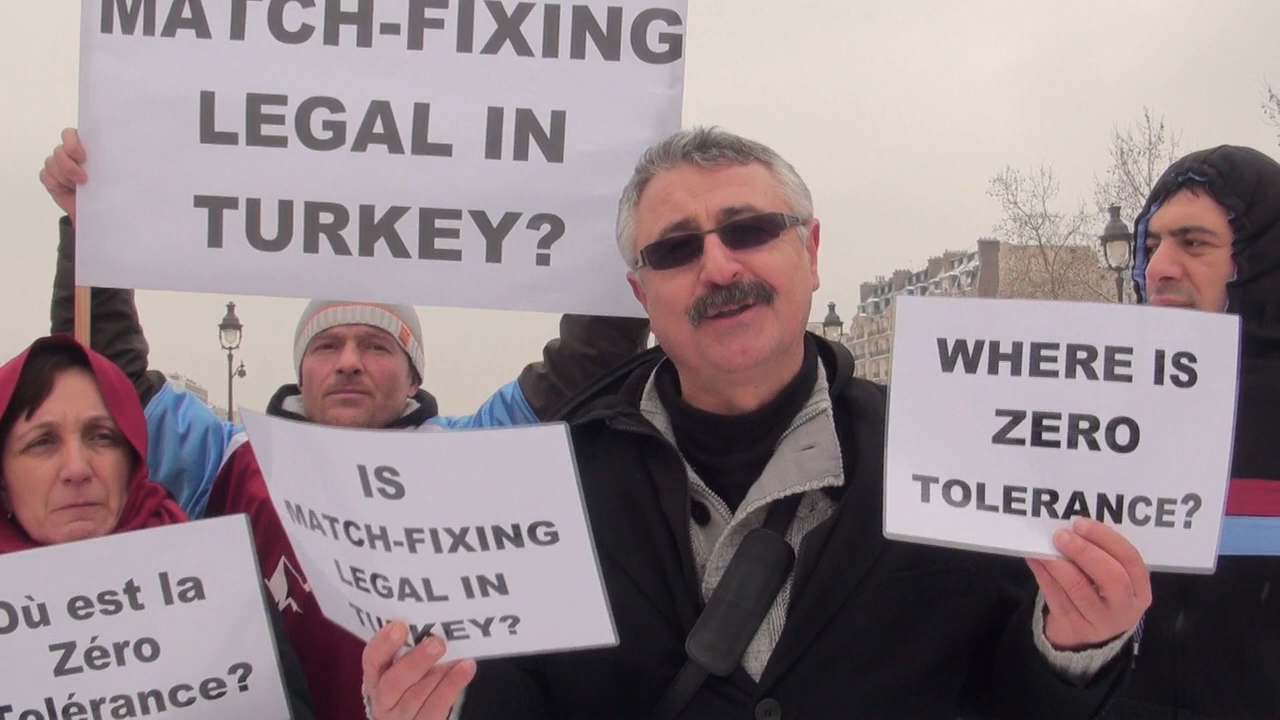 MATCH-FIXING
LEGAL IN
TURKEY?
IS
MATCH-FIXING
LEGAL IN
TURKEY?
WHERE IS
ZERO
TOLERANCE?
Où est la
Zéro
Tolérance?